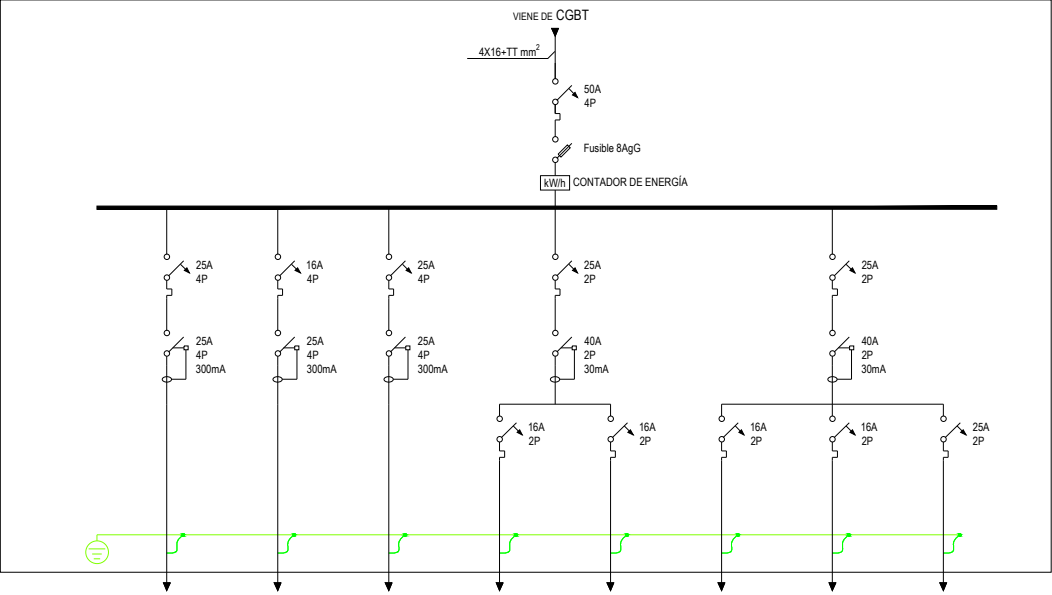 VIENE DE CGBT
4X16+TT mm²
50A
4P
Fusible 8AgG
kW/h CONTADOR DE ENERGÍA
25A
4P
16A
4P
25A
4P
25A
2P
25A
2P
25A
4P
300mA
25A
4P
300mA
25A
4P
300mA
40A
2P
30mA
40A
2P
30mA
16A
2P
16A
2P
16A
2P
16A
2P
25A
2P